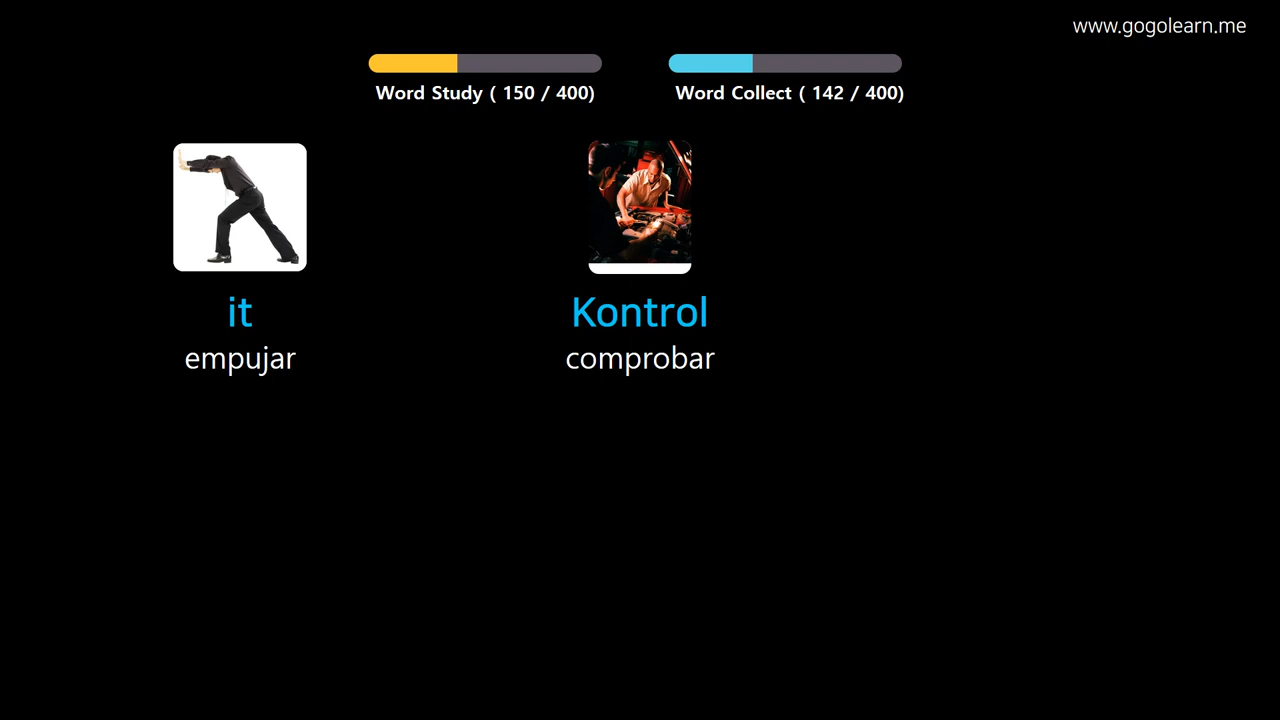 www.gogolearn.me
Word Study ( 150 / 400)
Word Collect ( 142 / 400)
it
empujar
Kontrol
comprobar